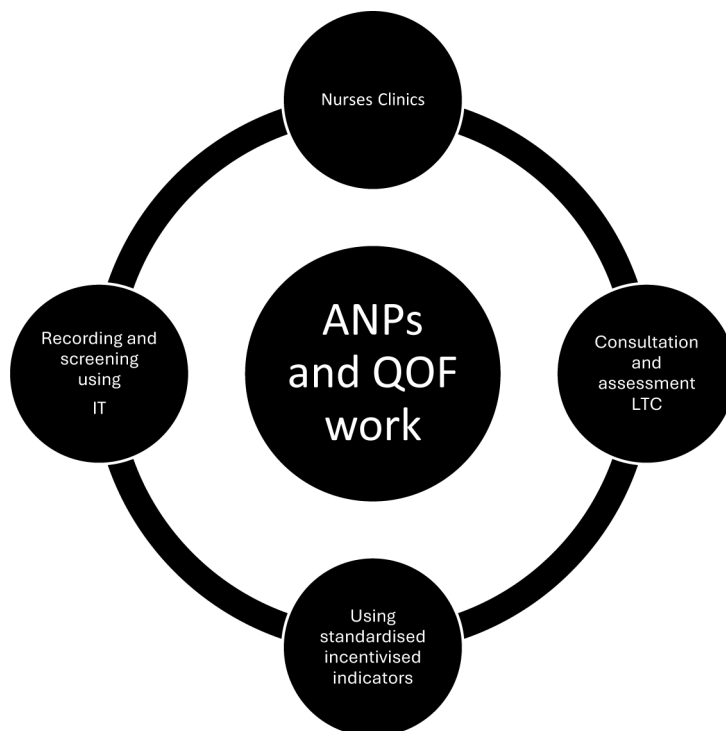 Nurses Clinics
Recording and
screening
using
IT
ANPs
and QOF
work
Consultation
and
assessment
LTC
Using
standardised
incentivised
indicators